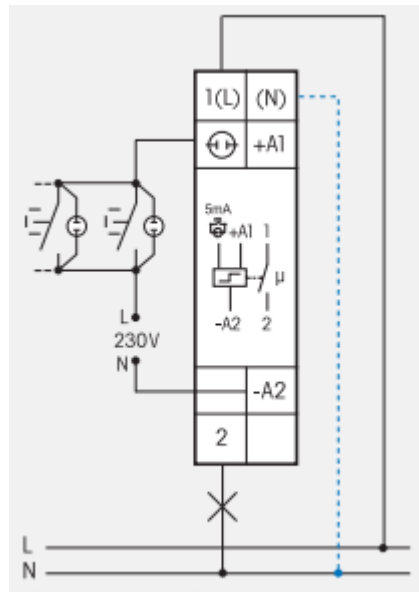 1(L) (N)
+A1
5mA
+A1 1
µ
-A2 2
L
230V
N
-A2
2
L
N